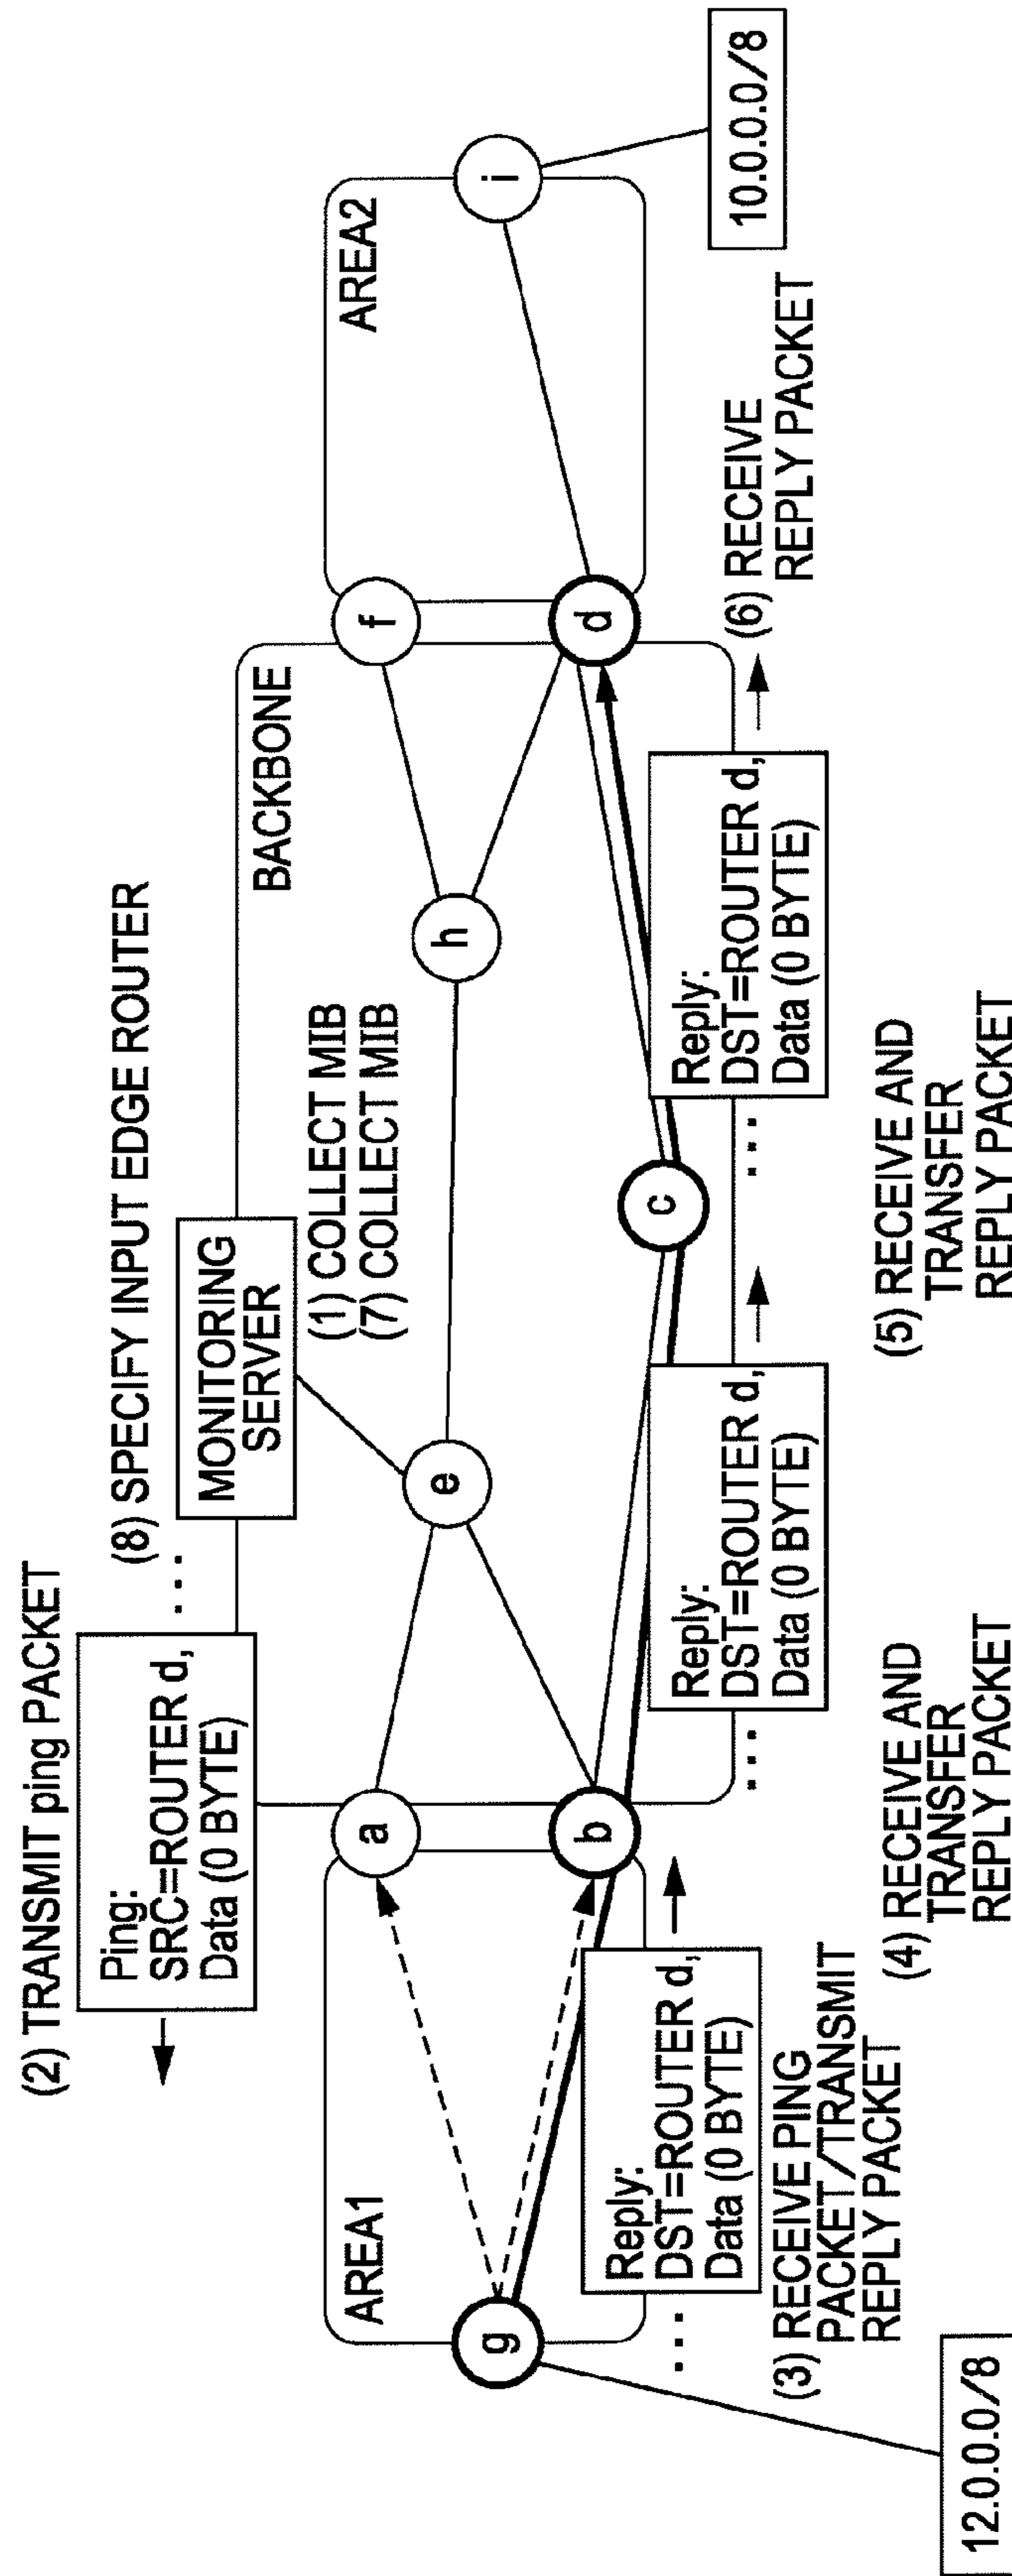 (2) TRANSMIT ping PACKET
Ping:
SRC=ROUTER d,
Data (0 BYTE)
...
(8) SPECIFY INPUT EDGE ROUTER
MONITORING
SERVER
BACKBONE
(1) COLLECT MIB
(7) COLLECT MIB
AREA1
AREA2
a
e
h
f
g
b
c
d
i
Reply:
DST=ROUTER d,
Data (0 BYTE)
...
Reply:
DST=ROUTER d,
Data (0 BYTE)
...
Reply:
DST=ROUTER d,
Data (0 BYTE)
...
(3) RECEIVE PING
PACKET/TRANSMIT
REPLY PACKET
(4) RECEIVE AND
TRANSFER
REPLY PACKET
(5) RECEIVE AND
TRANSFER
REPLY PACKET
(6) RECEIVE
REPLY PACKET
12.0.0.0/8
10.0.0.0/8